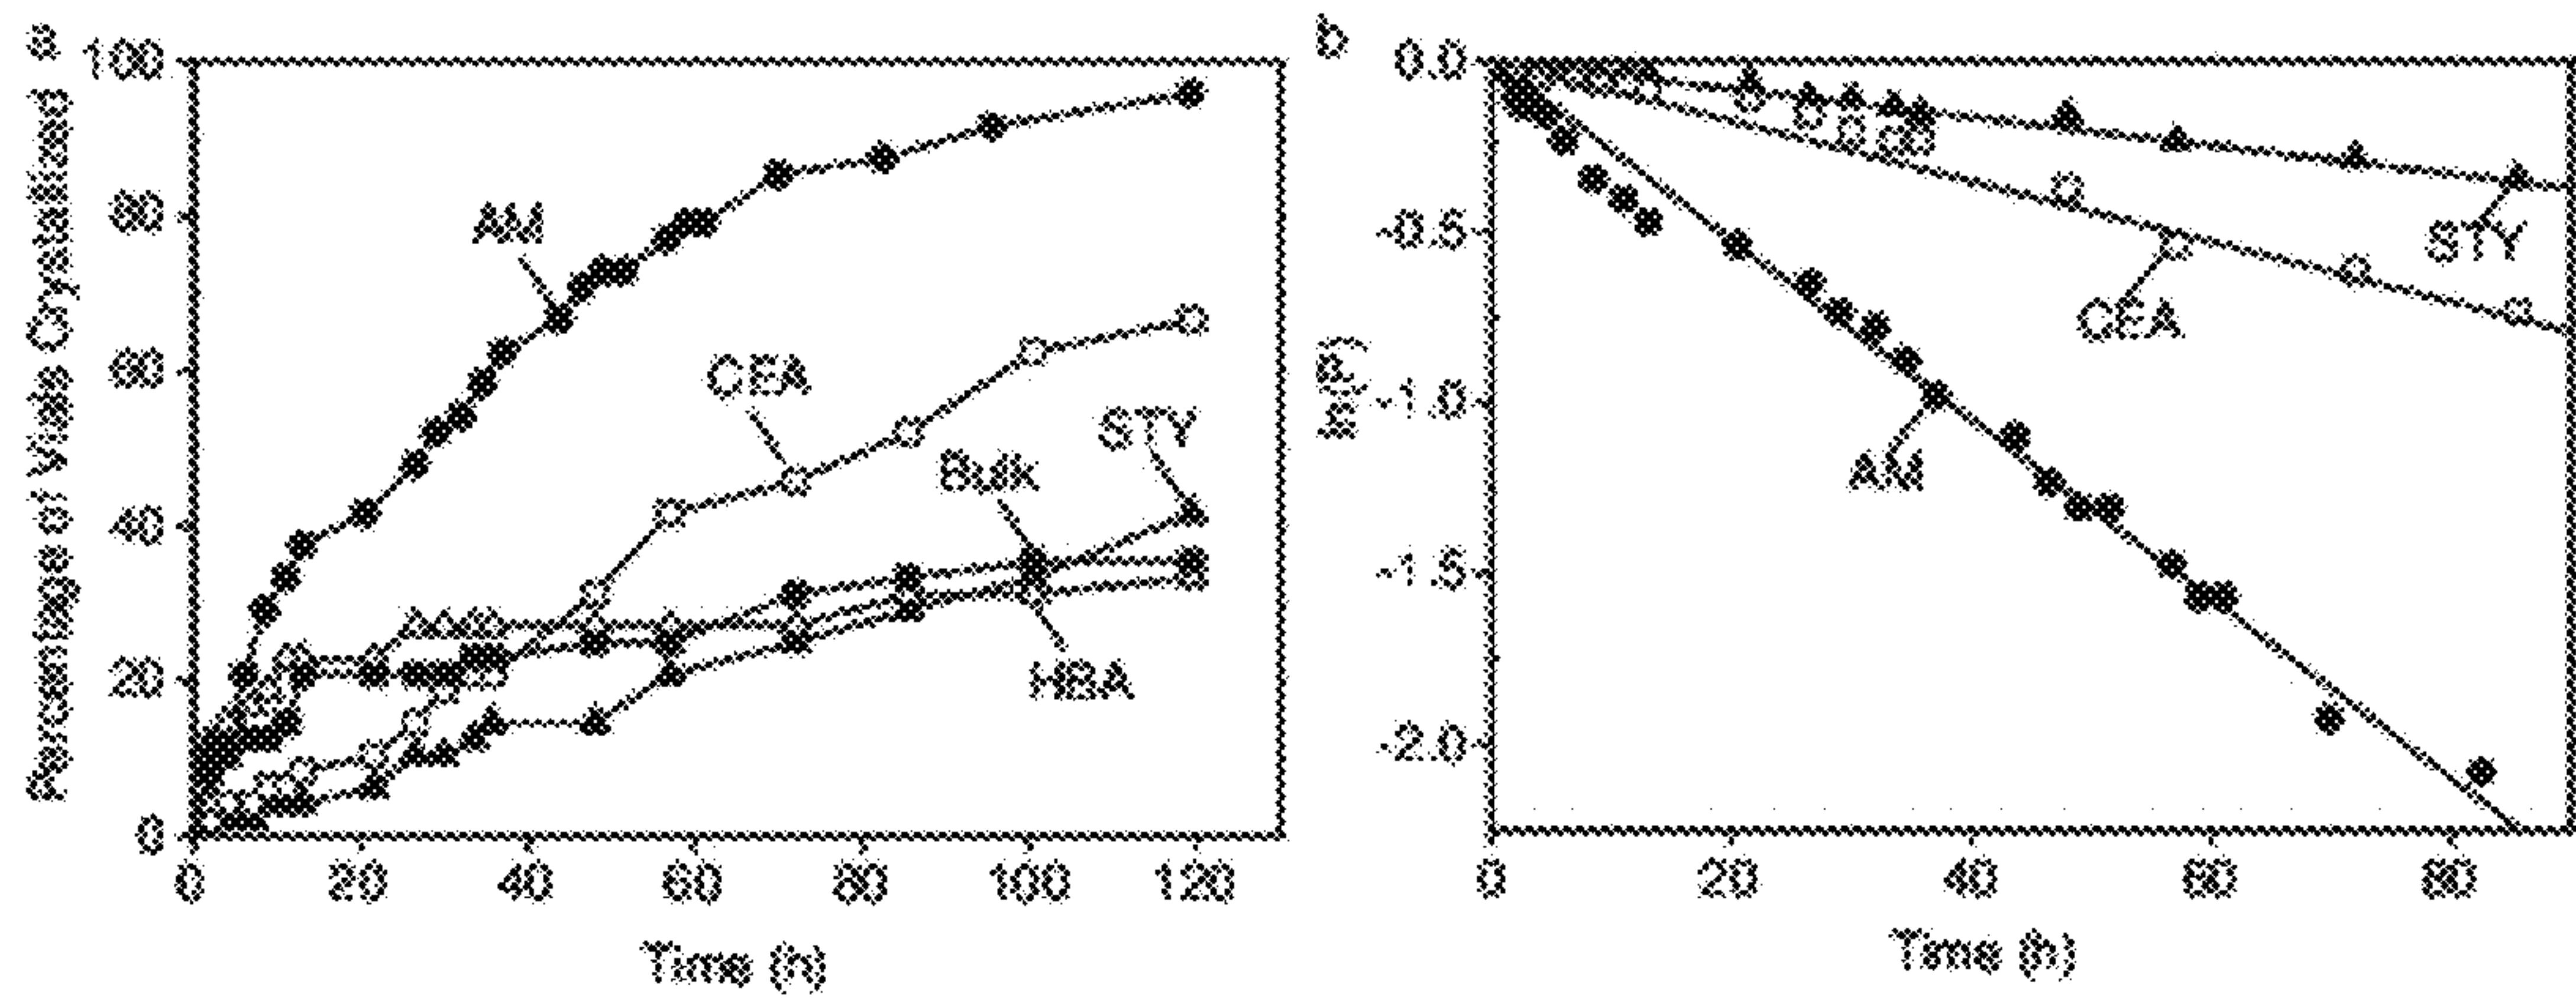 a
Percentage of Vials Crystallized
100
80
60
40
20
0
AM
CEA
STY
Bulk
HBA
0 20 40 60 80 100 120
Time (h)
b
ln(P)
0.0
-0.5
-1.0
-1.5
-2.0
STY
CEA
AM
0 20 40 60 80
Time (h)